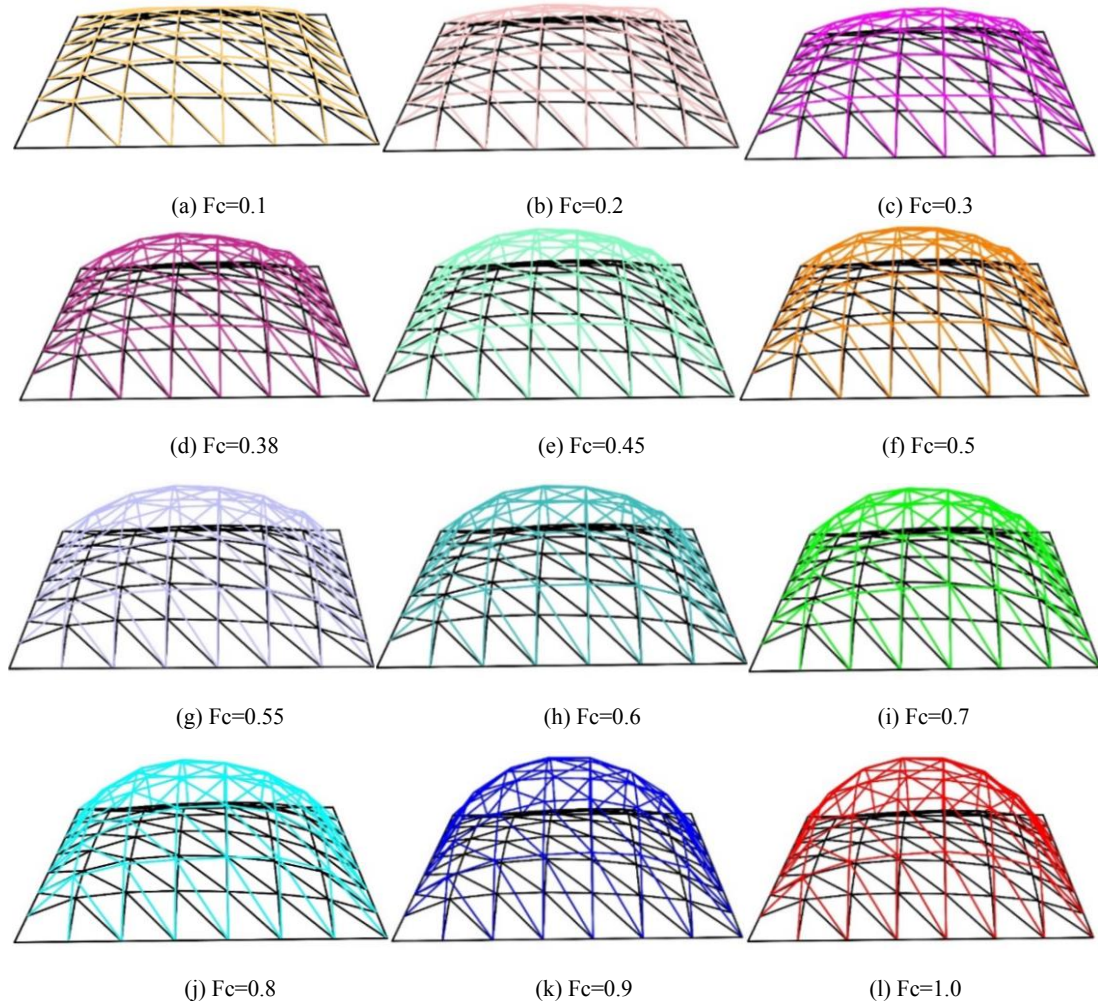 (a) Fc=0.1
(b) Fc=0.2
(c) Fc=0.3
(d) Fc=0.38
(e) Fc=0.45
(f) Fc=0.5
(g) Fc=0.55
(h) Fc=0.6
(i) Fc=0.7
(j) Fc=0.8
(k) Fc=0.9
(l) Fc=1.0